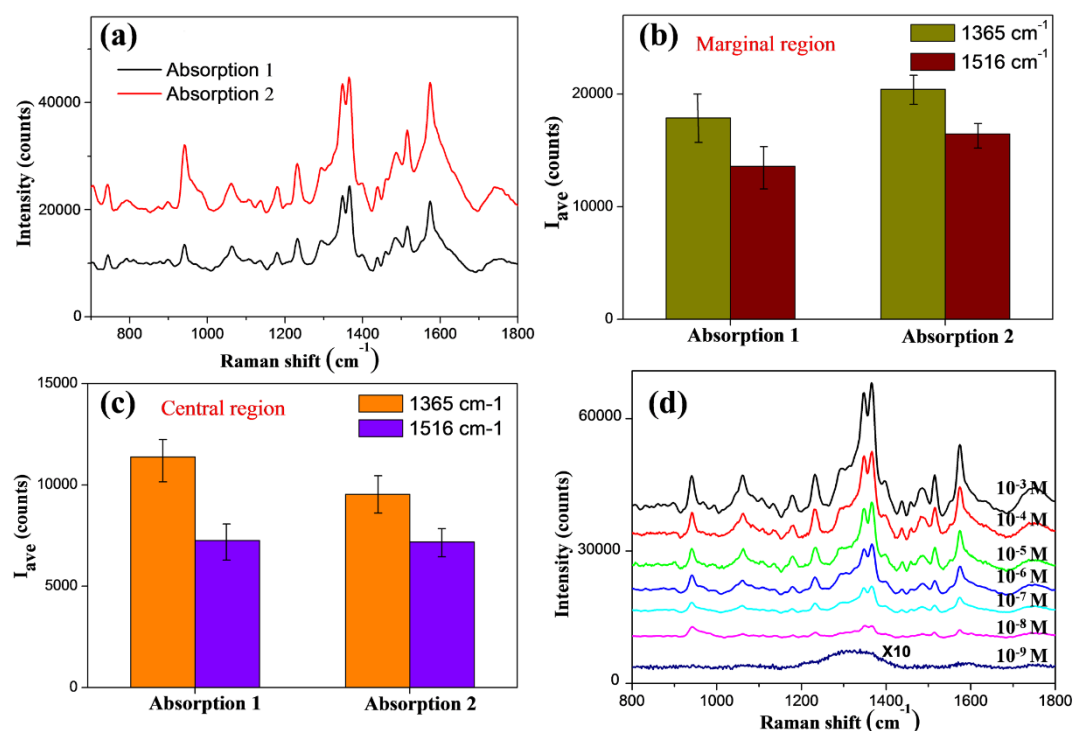 (a)
Absorption 1
Absorption 2
Intensity (counts)
40000
20000
0
800 1000 1200 1400 1600 1800
Raman shift (cm⁻¹)
(b)
Marginal region
1365 cm⁻¹
1516 cm⁻¹
I_ave (counts)
20000
10000
0
Absorption 1 Absorption 2
(c)
Central region
1365 cm-1
1516 cm-1
I_ave (counts)
15000
10000
5000
0
Absorption 1 Absorption 2
(d)
Intensity (counts)
60000
30000
0
10⁻³ M
10⁻⁴ M
10⁻⁵ M
10⁻⁶ M
10⁻⁷ M
10⁻⁸ M
X10
10⁻⁹ M
800 1000 1200 1400 1600 1800
Raman shift (cm⁻¹)